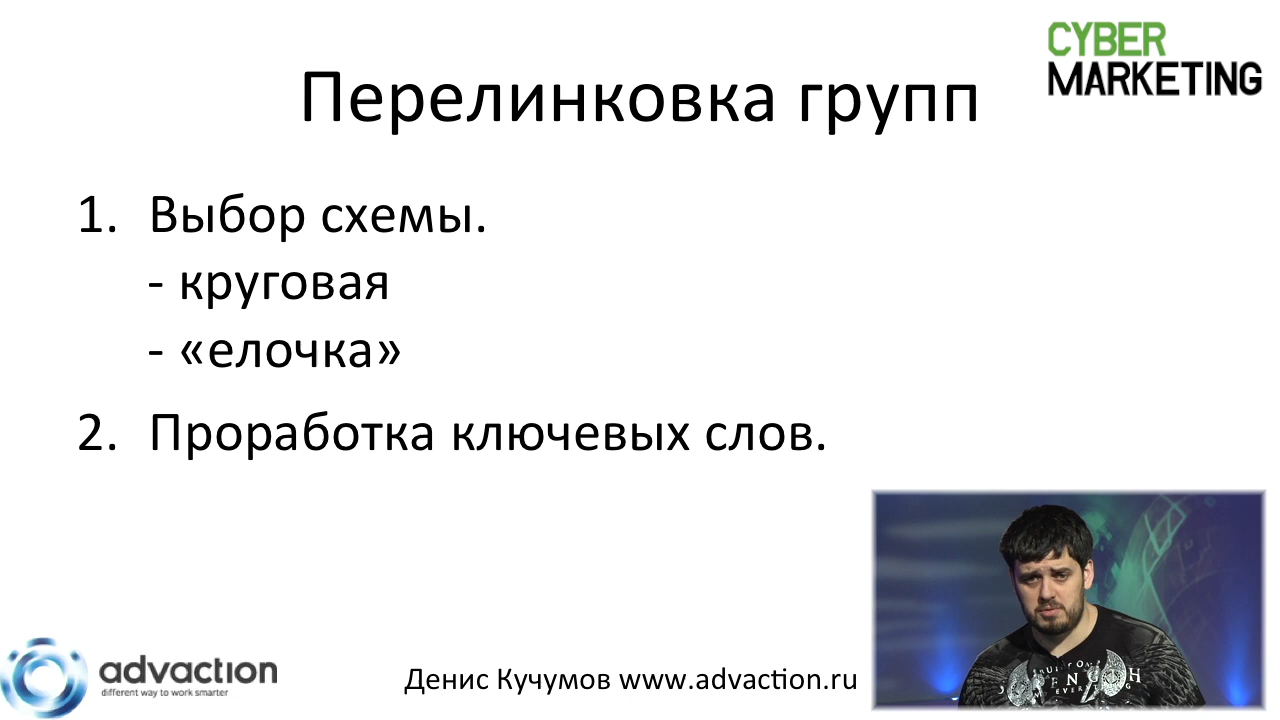 CYBER
MARKETING
Перелинковка групп
1. Выбор схемы.
- круговая
- «елочка»
2. Проработка ключевых слов.
advaction
different way to work smarter
Денис Кучумов www.advaction.ru